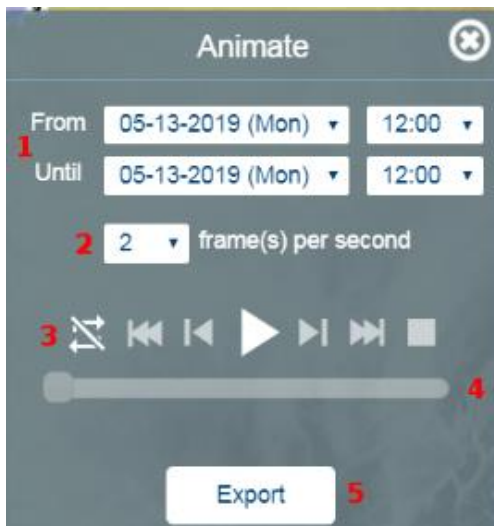 Animate
From 05-13-2019 (Mon) 12:00
1
Until 05-13-2019 (Mon) 12:00
2 2 frame(s) per second
3
4
Export 5